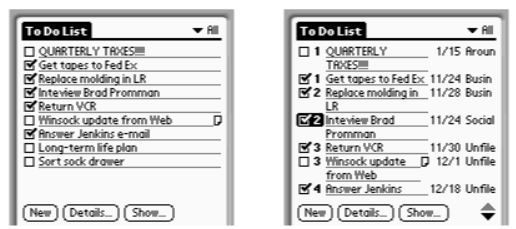 To Do List
All
QUARTERLY TAXES!!!!
Get tapes to Fed Ex
Replace molding in LR
Inteview Brad Promman
Return VCR
Winsock update from Web
Answer Jenkins e-mail
Long-term life plan
Sort sock drawer
New Details... Show...
To Do List
All
1 QUARTERLY 1/15 Aroun
TAXES!!!!
1 Get tapes to Fed Ex 11/24 Busin
2 Replace molding in 11/28 Busin
LR
2 Inteview Brad 11/24 Social
Promman
3 Return VCR 11/30 Unfile
3 Winsock update 12/1 Unfile
from Web
4 Answer Jenkins 12/18 Unfile
New Details... Show...